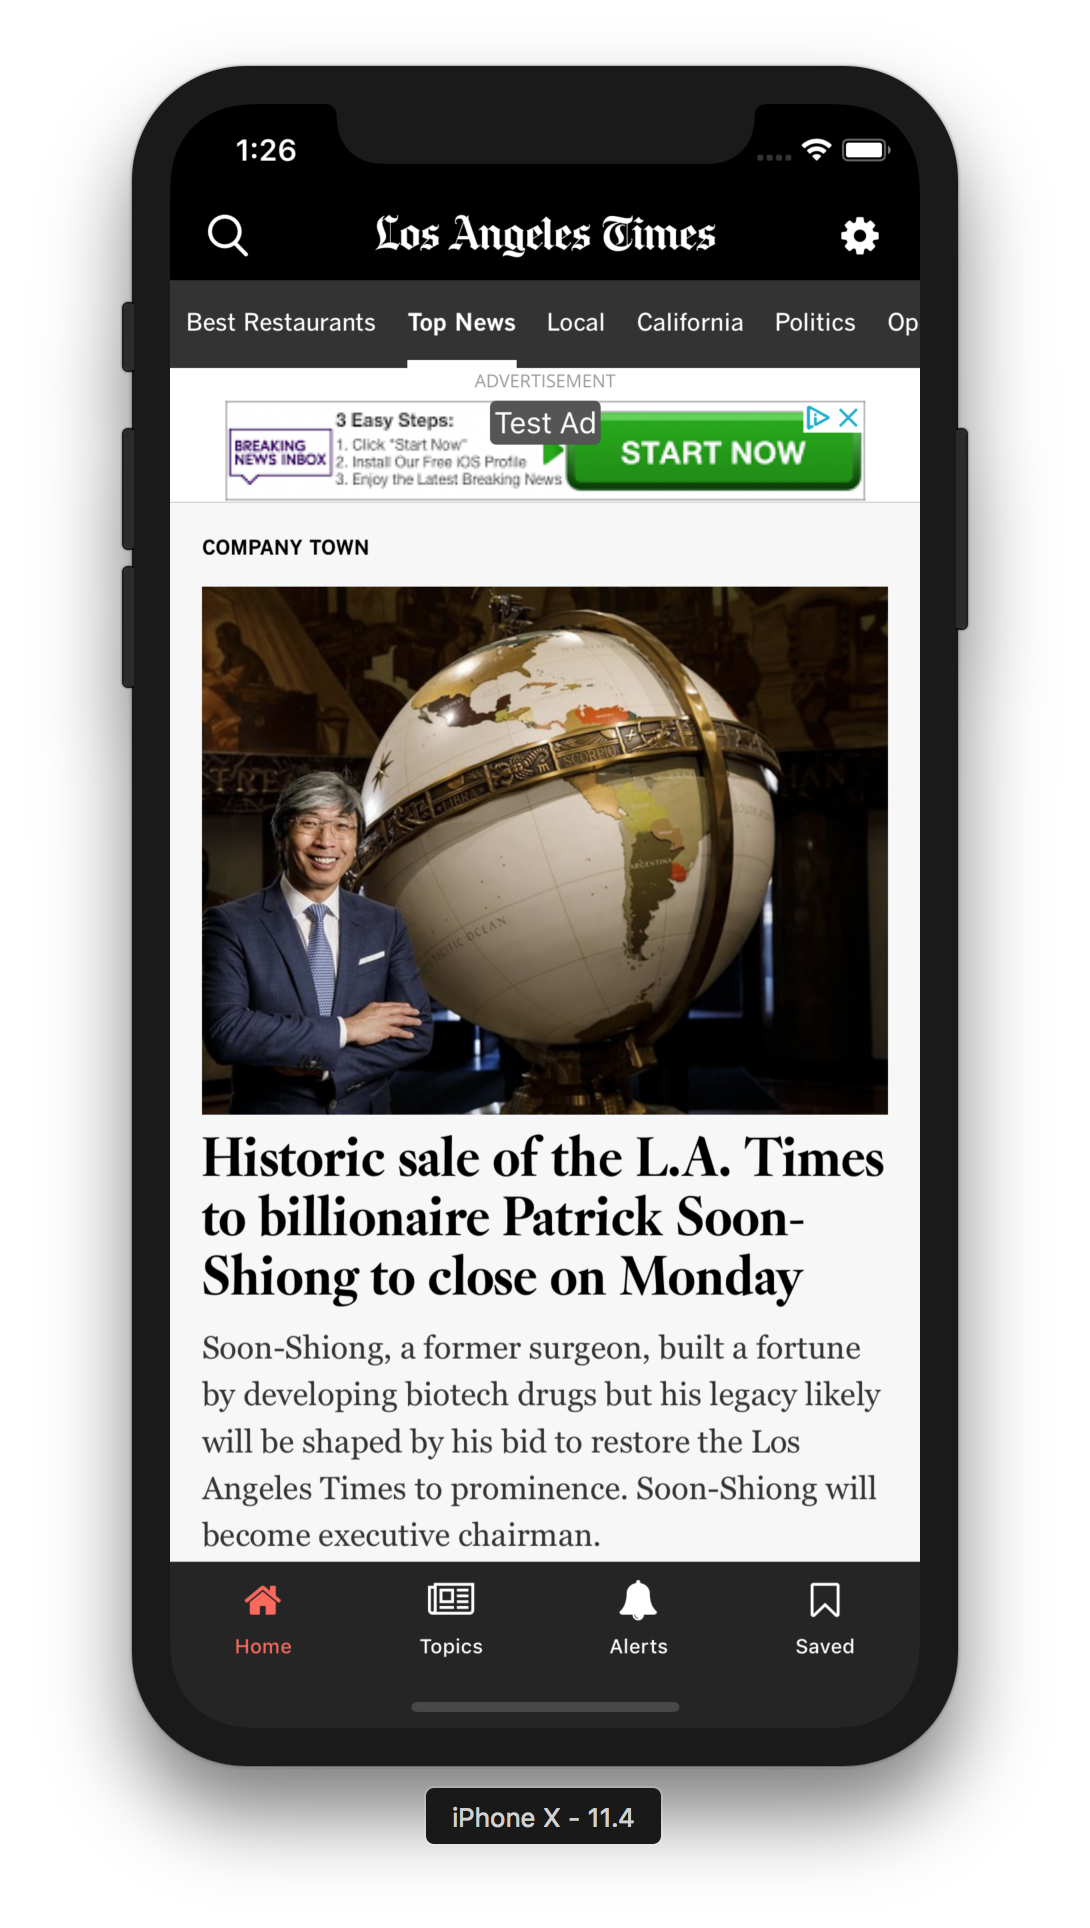 1:26
Los Angeles Times
Best Restaurants Top News Local California Politics Op
ADVERTISEMENT
Test Ad
BREAKING
NEWS INBOX
3 Easy Steps:
1. Click "Start Now"
2. Install Our Free iOS Profile
3. Enjoy the Latest Breaking News
START NOW
COMPANY TOWN
SCORPIO
LIBRA
ARGENTINA
OCEAN
Historic sale of the L.A. Times
to billionaire Patrick Soon-
Shiong to close on Monday
Soon-Shiong, a former surgeon, built a fortune
by developing biotech drugs but his legacy likely
will be shaped by his bid to restore the Los
Angeles Times to prominence. Soon-Shiong will
become executive chairman.
Home Topics Alerts Saved
iPhone X - 11.4